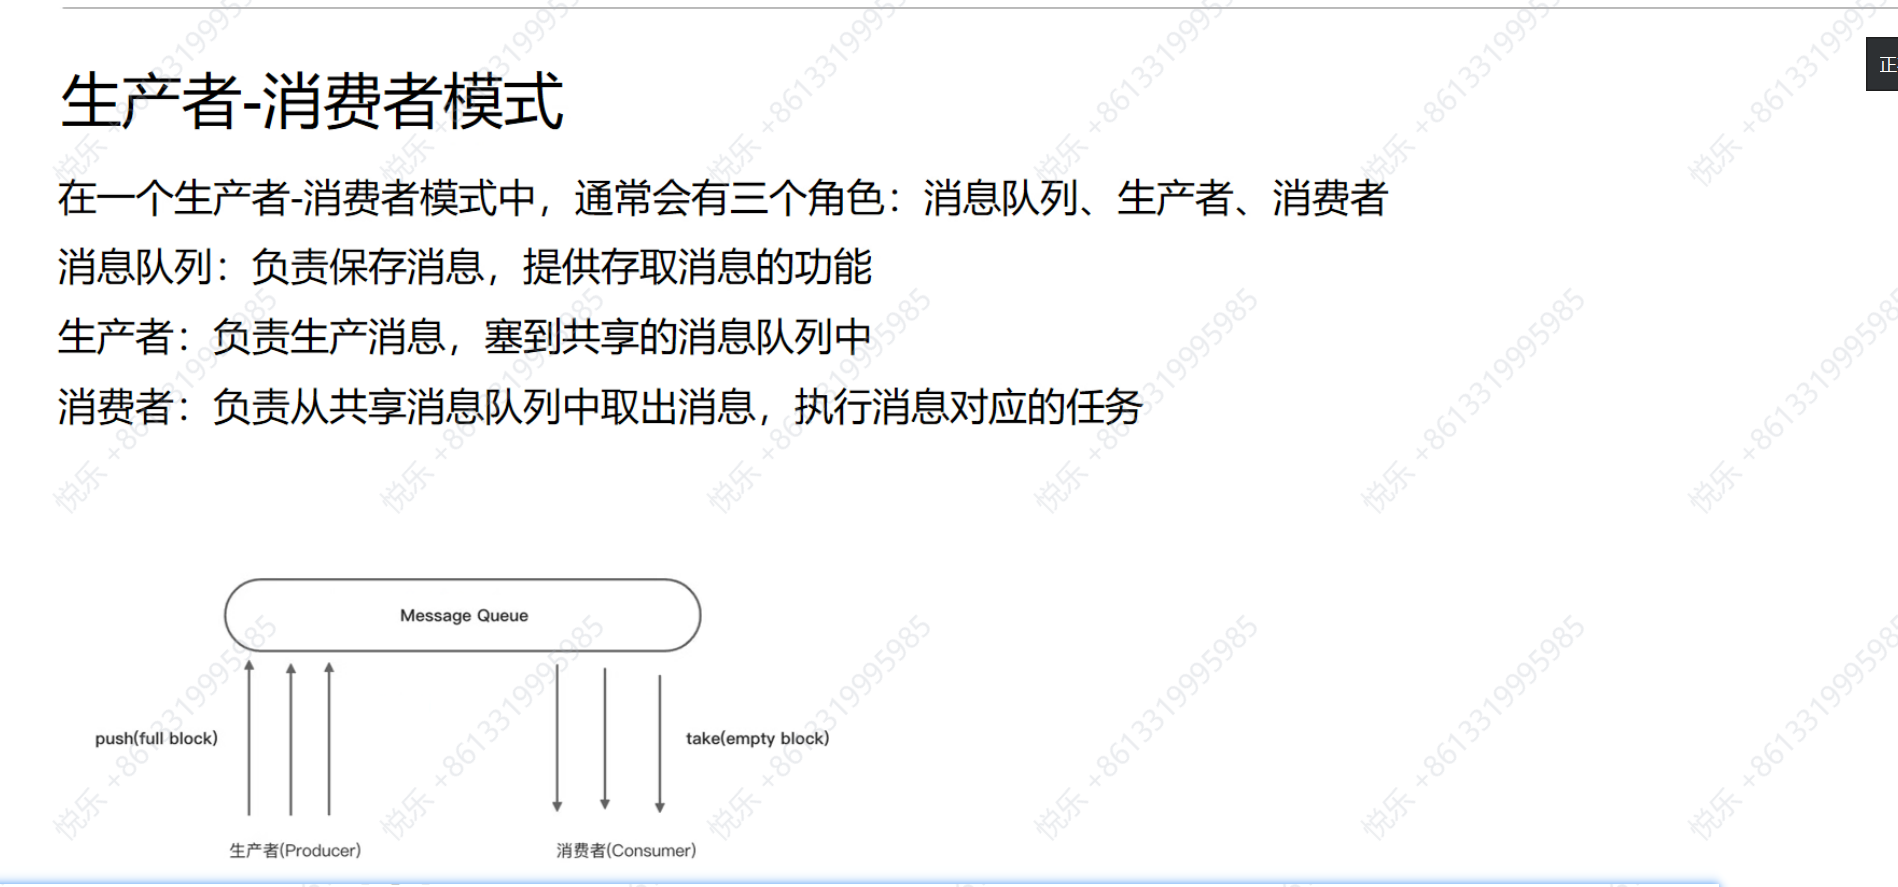 正
生产者-消费者模式
在一个生产者-消费者模式中，通常会有三个角色：消息队列、生产者、消费者
消息队列：负责保存消息，提供存取消息的功能
生产者：负责生产消息，塞到共享的消息队列中
消费者：负责从共享消息队列中取出消息，执行消息对应的任务
Message Queue
push(full block)
take(empty block)
生产者(Producer)
消费者(Consumer)
悦乐 +8613319995985